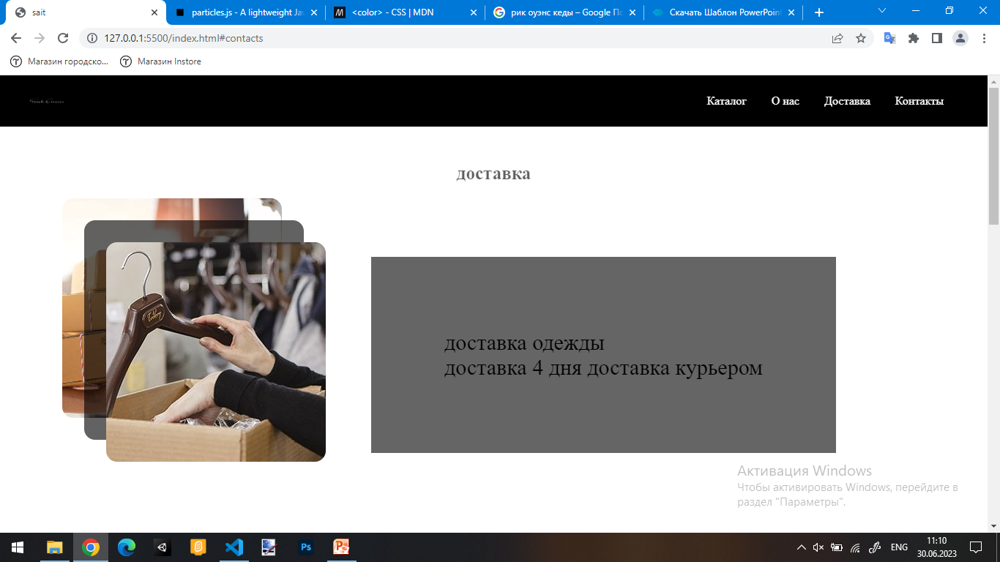 sait
particles.js - A lightweight Jav
<color> - CSS | MDN
рик оуэнс кеды – Google По
Скачать Шаблон PowerPoint
127.0.0.1:5500/index.html#contacts
Магазин городско...
Магазин Instore
Каталог
О нас
Доставка
Контакты
доставка
доставка одежды
доставка 4 дня доставка курьером
Активация Windows
Чтобы активировать Windows, перейдите в
раздел "Параметры".
Ps
ENG
11:10
30.06.2023